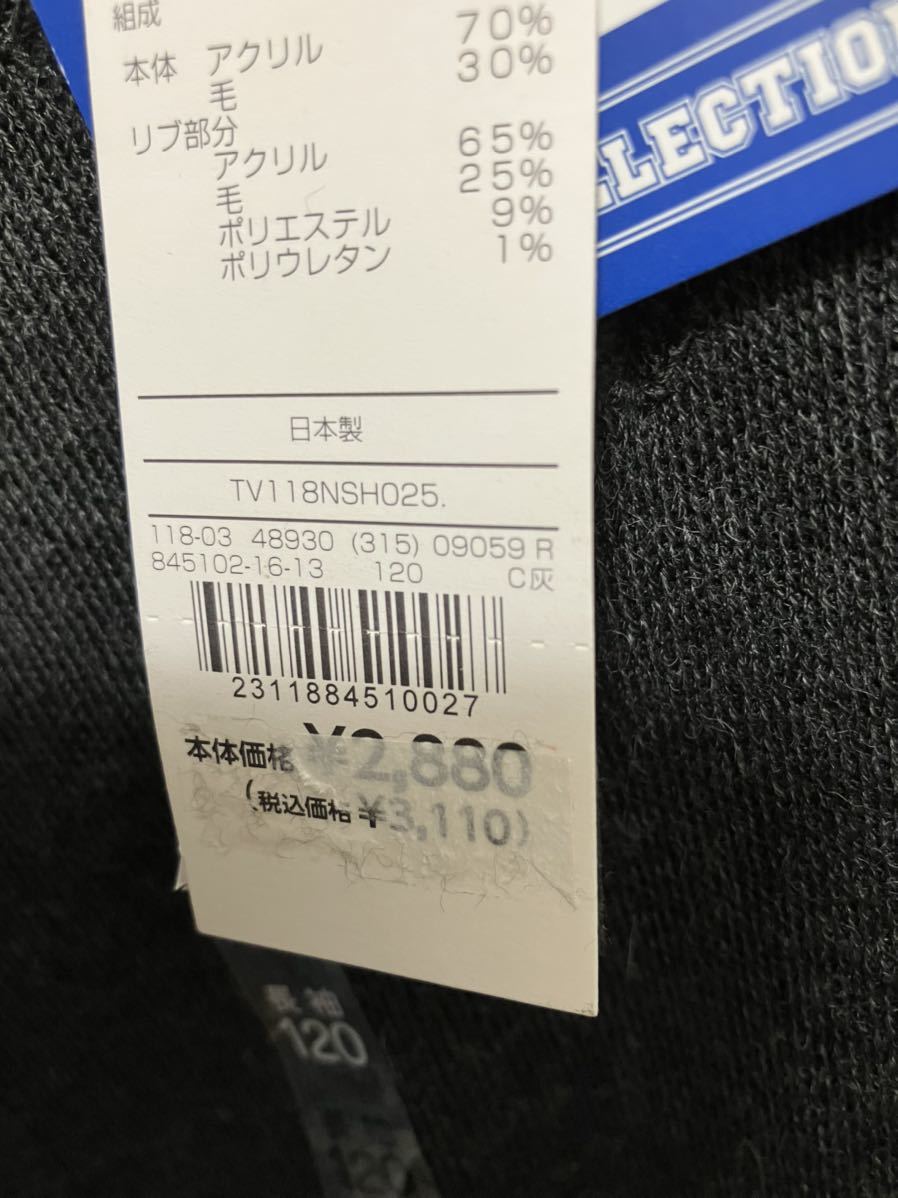 組成
本体 アクリル 70%
毛 30%
リブ部分
アクリル 65%
毛 25%
ポリエステル 9%
ポリウレタン 1%
日本製
TV118NSH025.
118-03 48930 (315) 09059 R
845102-16-13 120 C灰
2311884510027
本体価格 ¥2,880
(税込価格 ¥3,110)
長袖
120
120
LLECTION